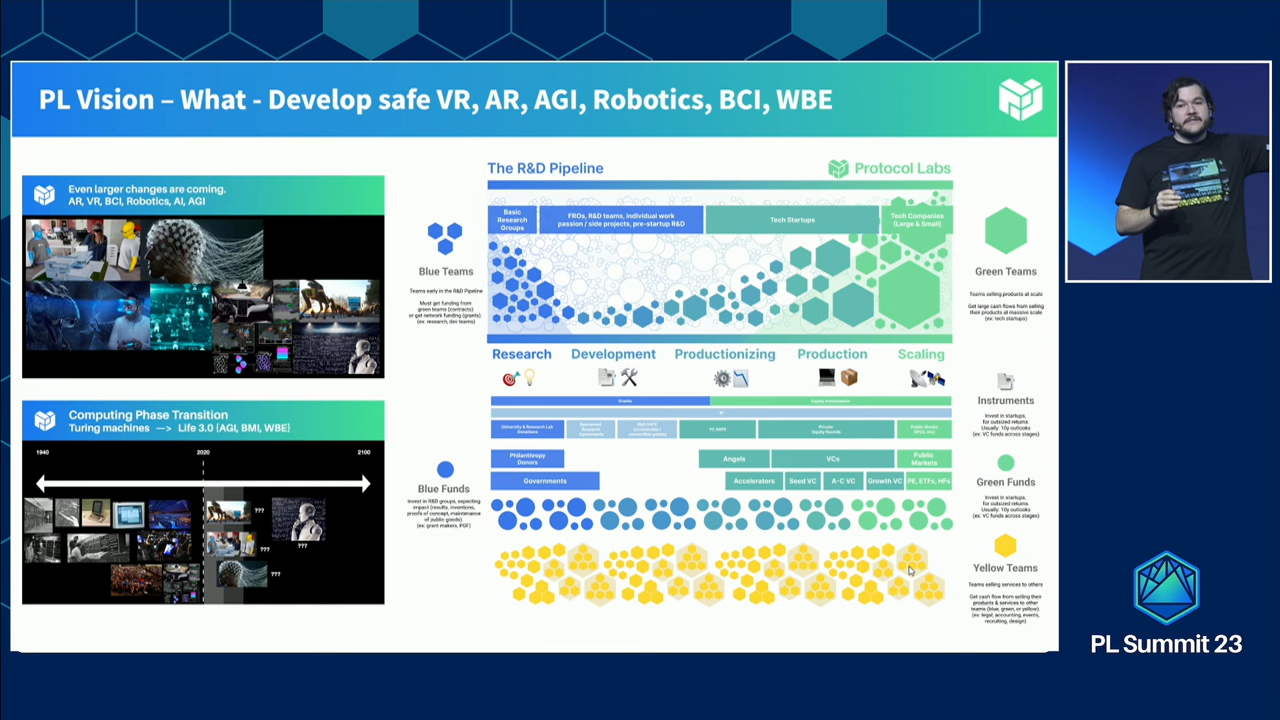 PL Vision – What - Develop safe VR, AR, AGI, Robotics, BCI, WBE
Even larger changes are coming.
AR, VR, BCI, Robotics, AI, AGI
Computing Phase Transition
Turing machines —> Life 3.0 {AGI, BMI, WBE}
1940
2020
2100
???
???
???
???
The R&D Pipeline
Protocol Labs
Basic
Research
Groups
FROs, R&D teams, individual work
passion / side projects, pre-startup R&D
Tech Startups
Tech Companies
(Large & Small)
Blue Teams
Teams early in the R&D Pipeline
Must get funding from
green teams (contracts)
or get network funding (grants).
(ex: research, dev teams)
Green Teams
Teams selling products at scale
Get large cash flows from selling
their products at massive scale
(ex: tech startups)
Research
Development
Productionizing
Production
Scaling
Grants
Equity Investments
IP
University & Research Lab
Donations
Sponsored
Research
Agreements
R&D SAFE
YC SAFE
Private
Equity Rounds
Public Stocks
Philanthropy
Donors
Angels
VCs
Public
Markets
Governments
Accelerators
Seed VC
A-C VC
Growth VC
PE, ETFs, HFs
Instruments
Invest in startups,
for outsized returns.
Usually: 10y outlooks
(ex: VC funds across stages)
Blue Funds
Invest in R&D groups, expecting
impact (results, inventions,
proofs of concept, maintenance
of public goods)
(ex: grant makers, PGF)
Green Funds
Invest in startups,
for outsized returns.
Usually: 10y outlooks
(ex: VC funds across stages)
Yellow Teams
Teams selling services to others
Get cash flow from selling their
products & services to other
teams (blue, green, or yellow).
(ex: legal, accounting, events,
recruiting, design)
PL Summit 23